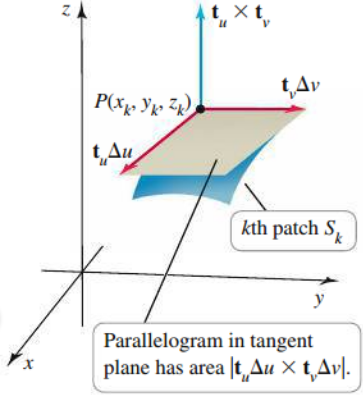 z
t_u × t_v
t_vΔv
P(x_k, y_k, z_k)
t_uΔu
kth patch S_k
y
x
Parallelogram in tangent
plane has area |t_uΔu × t_vΔv|.